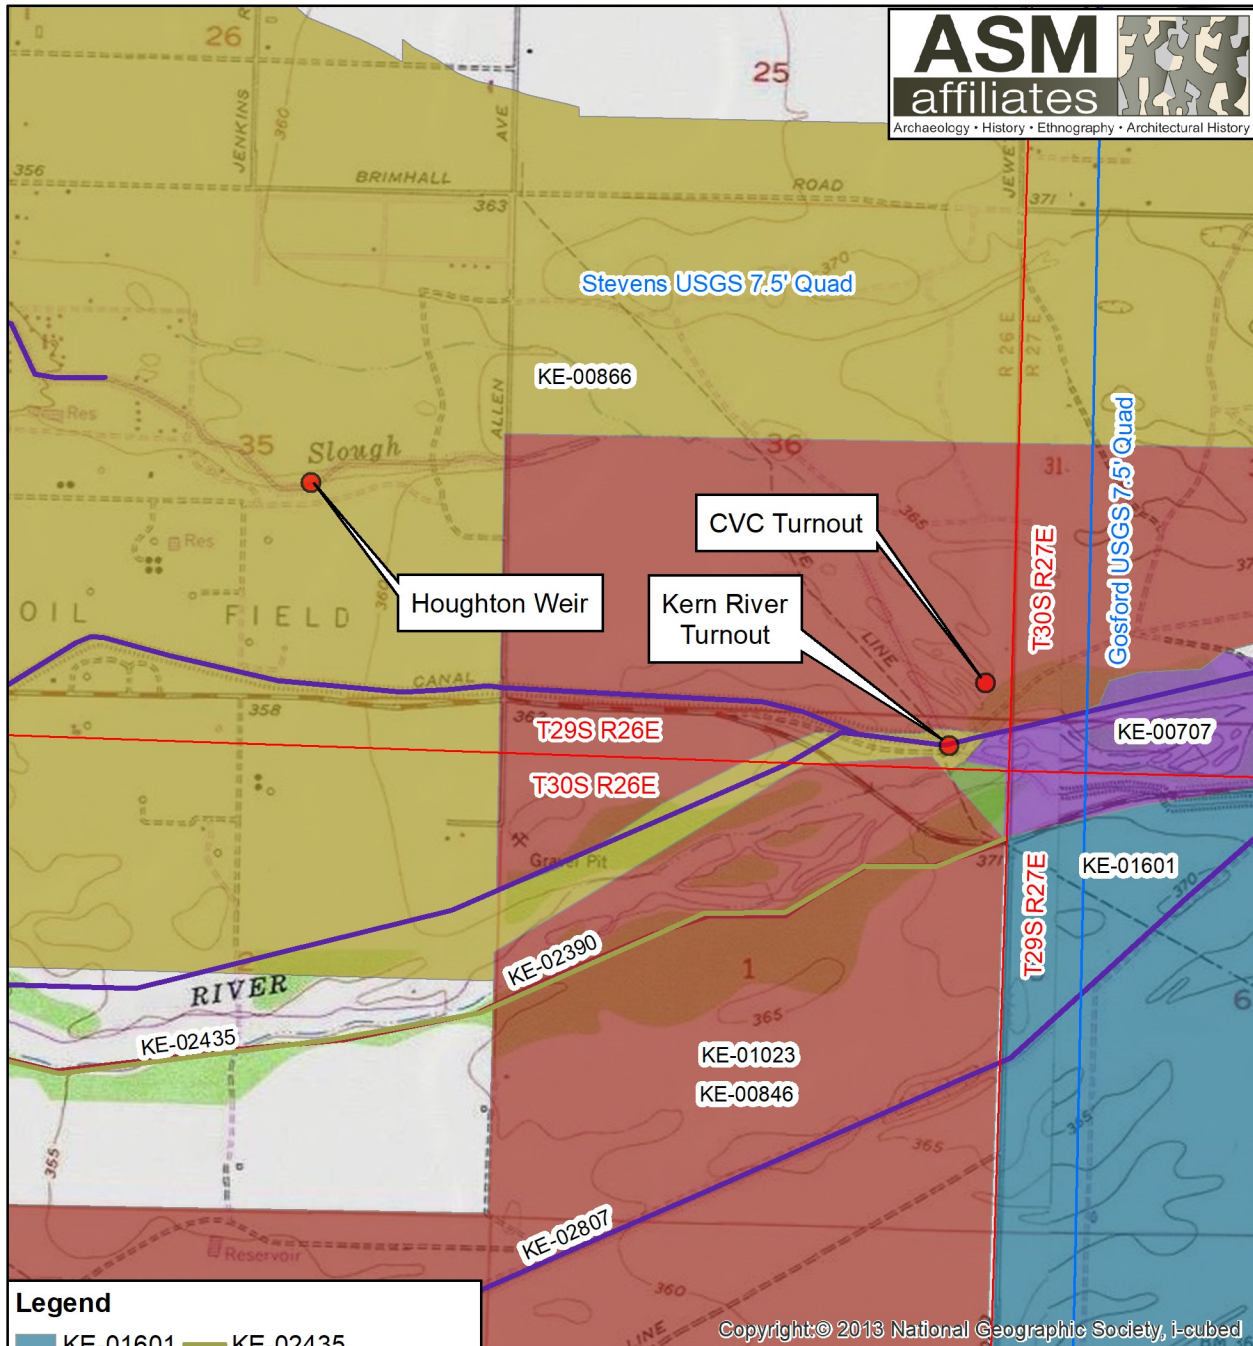 ASM
affiliates
Archaeology • History • Ethnography • Architectural History
26
25
JENKINS
AVE
360
356
BRIMHALL
ROAD
363
JEWE
371
370
Stevens USGS 7.5' Quad
R 26 E
R 27 E
KE-00866
ALLEN
Res
35
Slough
36
31
Gosford USGS 7.5' Quad
CVC Turnout
365
T30S R27E
Res
360
Houghton Weir
Kern River
Turnout
OIL FIELD
LINE
CANAL
358
362
T29S R26E
KE-00707
T30S R26E
Gravel Pit
371
KE-01601
370
T29S R27E
KE-02390
1
2
RIVER
6
365
KE-02435
KE-01023
KE-00846
355
365
365
KE-02807
Reservoir
360
LINE
Legend
KE-01601
KE-02435
Copyright:© 2013 National Geographic Society, i-cubed